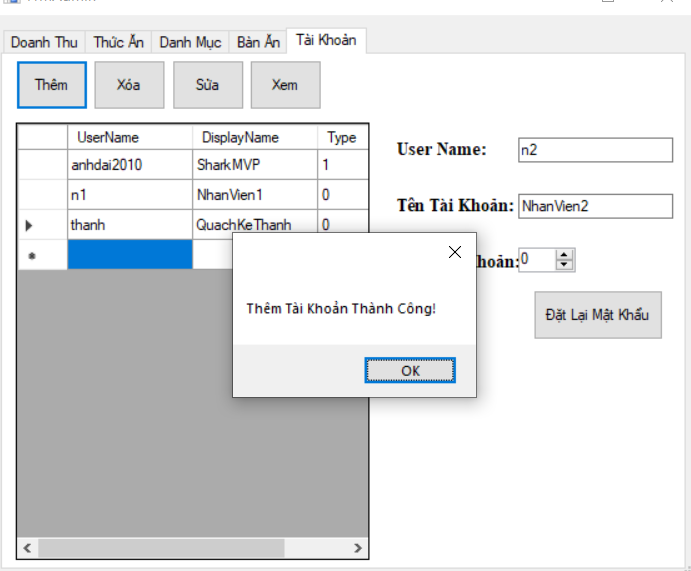 Doanh Thu Thức Ăn Danh Mục Bàn Ăn Tài Khoản
Thêm Xóa Sửa Xem
UserName DisplayName Type
anhdai2010 SharkMVP 1
n1 NhanVien1 0
thanh QuachKeThanh 0
User Name: n2
Tên Tài Khoản: NhanVien2
hoản: 0
Đặt Lại Mật Khẩu
Thêm Tài Khoản Thành Công!
OK